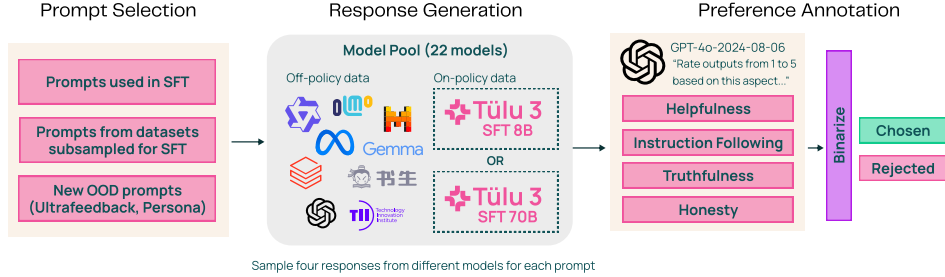 Prompt Selection
Response Generation
Preference Annotation
Prompts used in SFT
Prompts from datasets
subsampled for SFT
New OOD prompts
(Ultrafeedback, Persona)
Model Pool (22 models)
Off-policy data
OLMo
Gemma
书生
TII
Technology
Innovation
Institute
On-policy data
Tülu 3
SFT 8B
OR
Tülu 3
SFT 70B
Sample four responses from different models for each prompt
GPT-4o-2024-08-06
“Rate outputs from 1 to 5
based on this aspect...”
Helpfulness
Instruction Following
Truthfulness
Honesty
Binarize
Chosen
Rejected